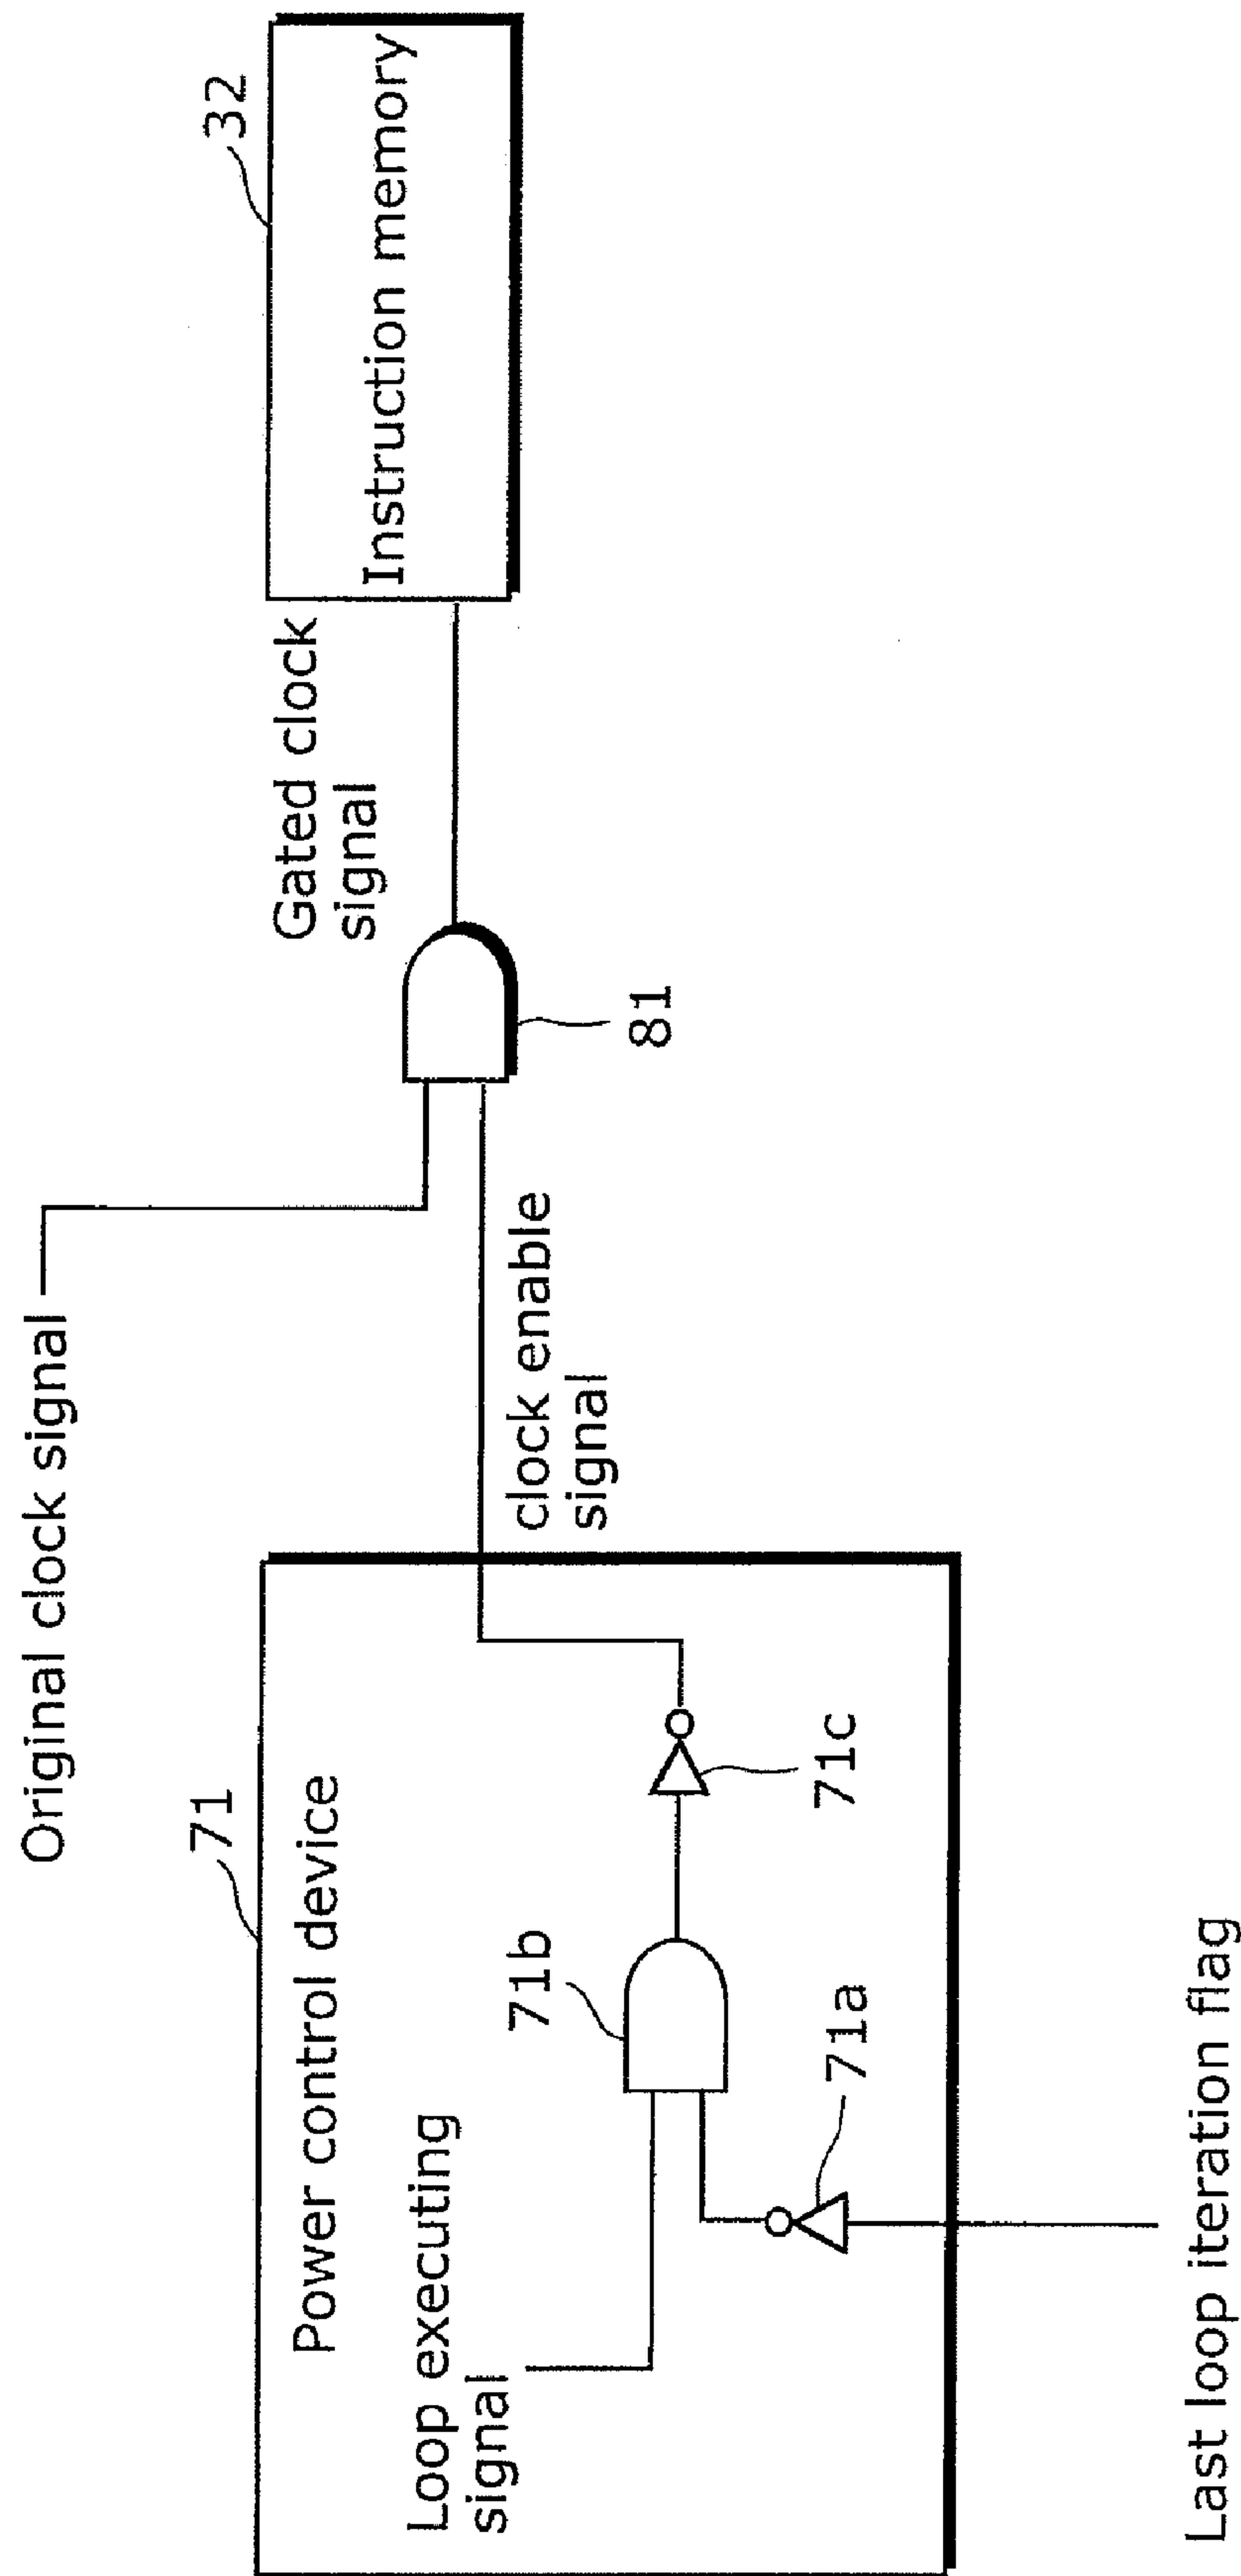 Original clock signal
71
Power control device
Loop executing
signal
71b
71a
71c
Last loop iteration flag
clock enable
signal
81
Gated clock
signal
32
Instruction memory